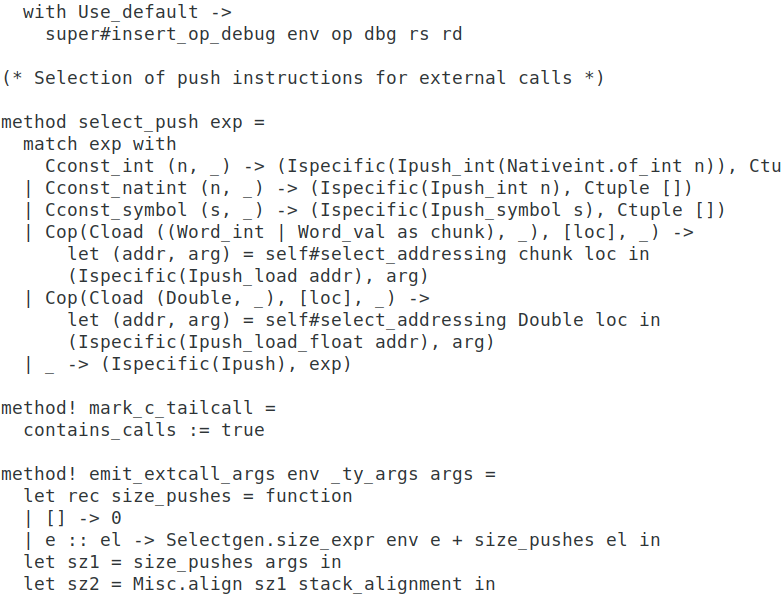 with Use_default ->
    super#insert_op_debug env op dbg rs rd

(* Selection of push instructions for external calls *)

method select_push exp =
  match exp with
    Cconst_int (n, _) -> (Ispecific(Ipush_int(Nativeint.of_int n)), Ctu
  | Cconst_natint (n, _) -> (Ispecific(Ipush_int n), Ctuple [])
  | Cconst_symbol (s, _) -> (Ispecific(Ipush_symbol s), Ctuple [])
  | Cop(Cload ((Word_int | Word_val as chunk), _), [loc], _) ->
      let (addr, arg) = self#select_addressing chunk loc in
      (Ispecific(Ipush_load addr), arg)
  | Cop(Cload (Double, _), [loc], _) ->
      let (addr, arg) = self#select_addressing Double loc in
      (Ispecific(Ipush_load_float addr), arg)
  | _ -> (Ispecific(Ipush), exp)

method! mark_c_tailcall =
  contains_calls := true

method! emit_extcall_args env _ty_args args =
  let rec size_pushes = function
  | [] -> 0
  | e :: el -> Selectgen.size_expr env e + size_pushes el in
  let sz1 = size_pushes args in
  let sz2 = Misc.align sz1 stack_alignment in